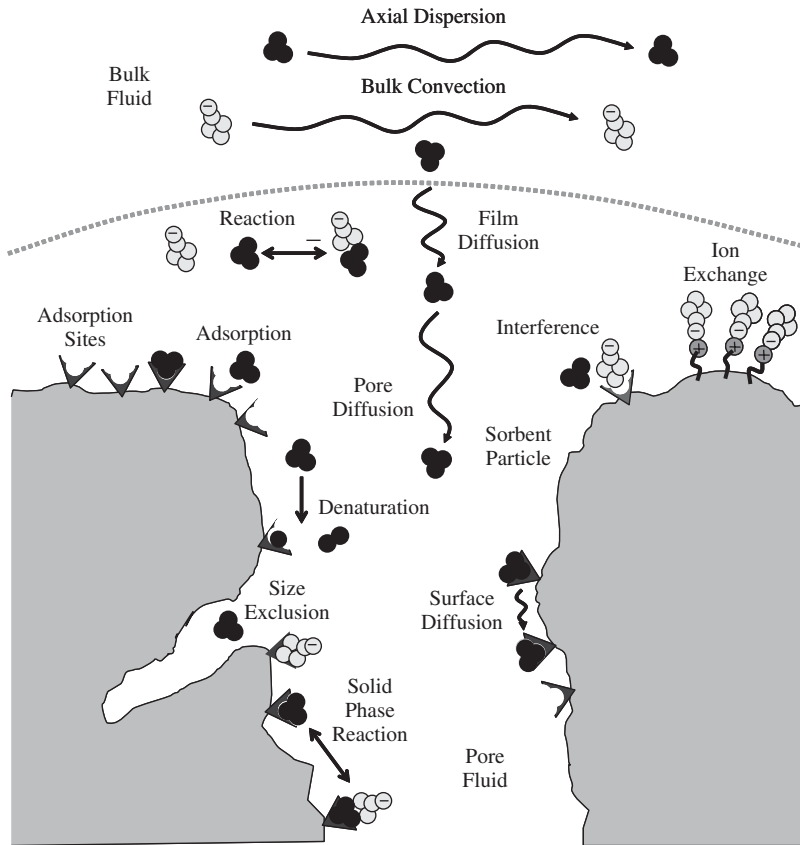 Axial Dispersion
Bulk
Fluid
Bulk Convection
−
−
Reaction
−
−
−
Film
Diffusion
Ion
Exchange
Adsorption
Sites
Adsorption
Interference
−
−
−
−
+
+
+
Pore
Diffusion
Sorbent
Particle
Denaturation
Size
Exclusion
−
Surface
Diffusion
Solid
Phase
Reaction
−
Pore
Fluid